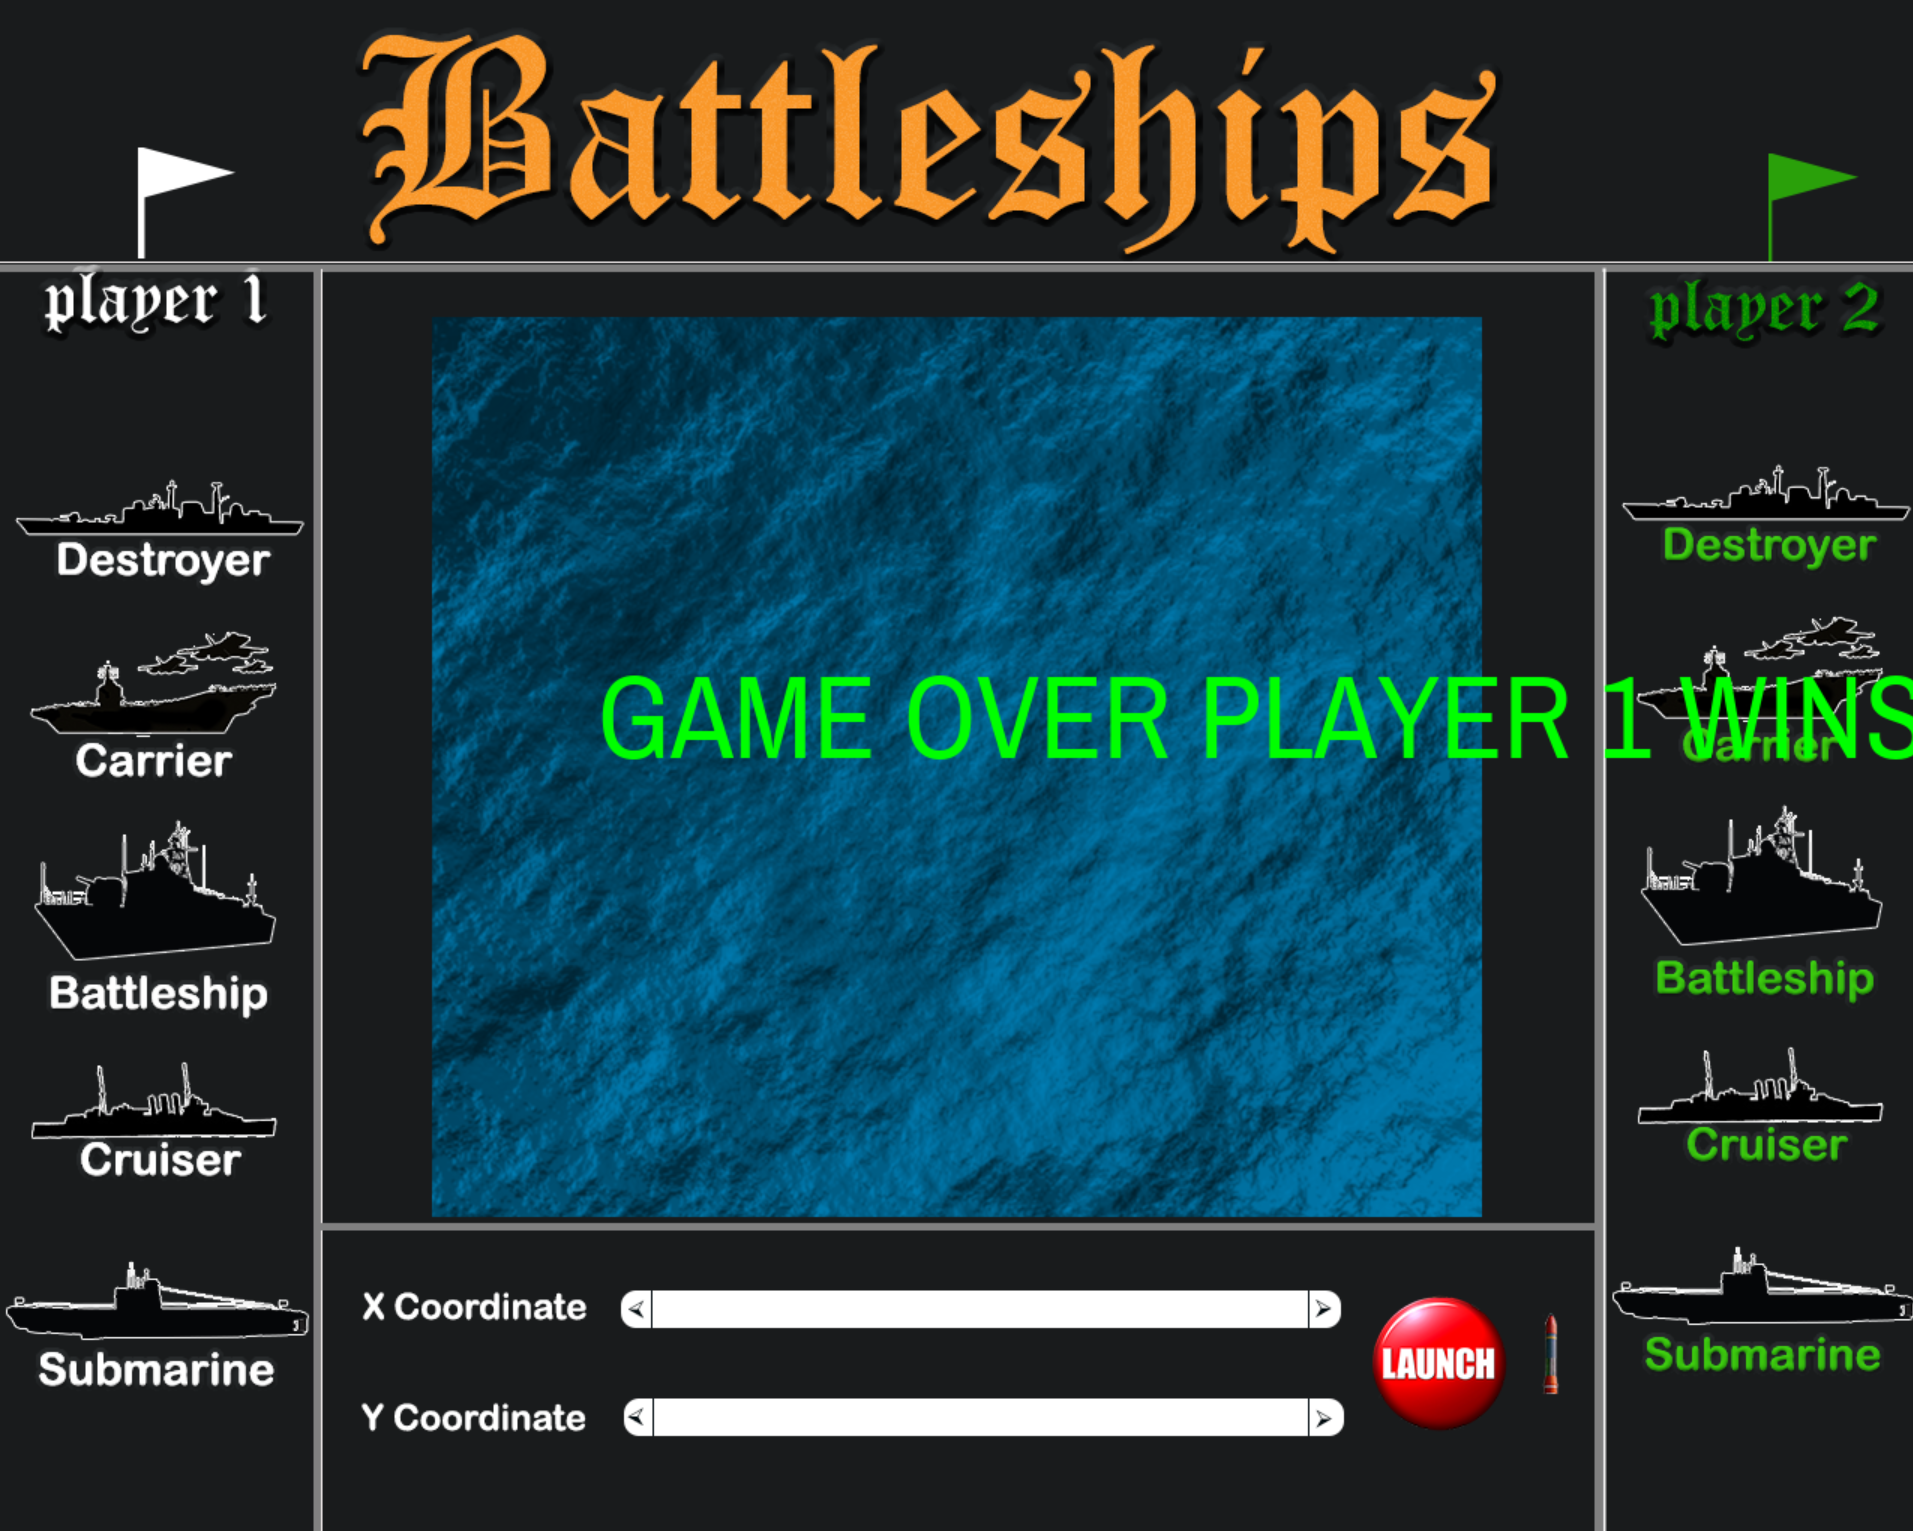 Battleships
player 1
player 2
Destroyer
Carrier
Battleship
Cruiser
Submarine
GAME OVER PLAYER 1 WINS
Destroyer
Carrier
Battleship
Cruiser
Submarine
X Coordinate
Y Coordinate
LAUNCH